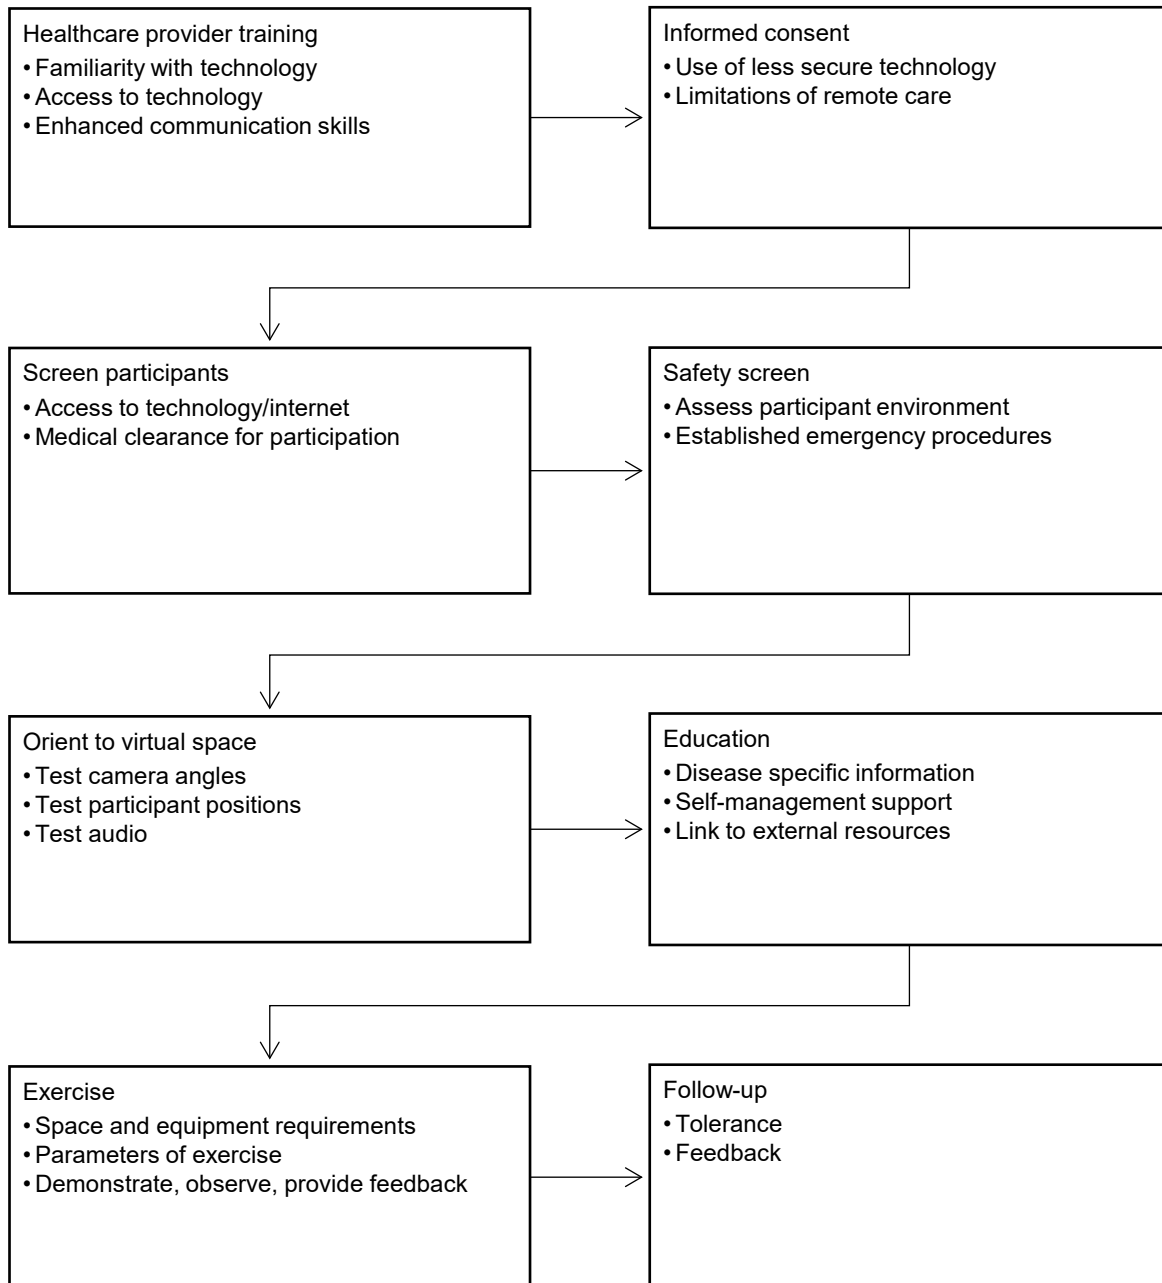 Healthcare provider training
• Familiarity with technology
• Access to technology
• Enhanced communication skills
Informed consent
• Use of less secure technology
• Limitations of remote care
Screen participants
• Access to technology/internet
• Medical clearance for participation
Safety screen
• Assess participant environment
• Established emergency procedures
Orient to virtual space
• Test camera angles
• Test participant positions
• Test audio
Education
• Disease specific information
• Self-management support
• Link to external resources
Exercise
• Space and equipment requirements
• Parameters of exercise
• Demonstrate, observe, provide feedback
Follow-up
• Tolerance
• Feedback